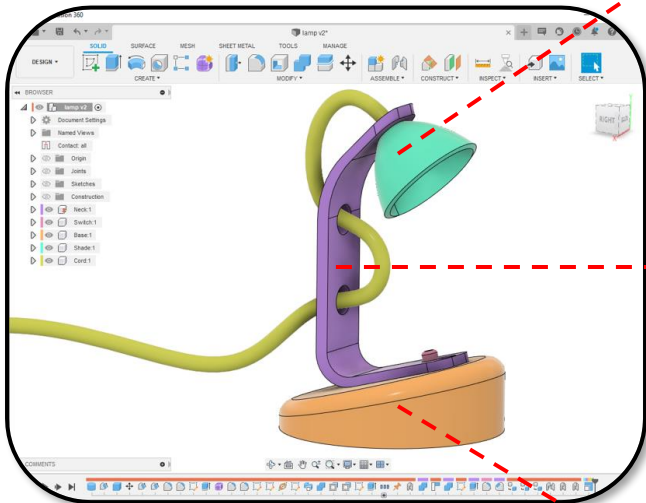 360
lamp v2*
SOLID SURFACE MESH SHEET METAL TOOLS MANAGE
DESIGN
CREATE MODIFY ASSEMBLE CONSTRUCT INSPECT INSERT SELECT
BROWSER
lamp v2
Document Settings
Named Views
Contact: all
Origin
Joints
Sketches
Construction
Neck:1
Switch:1
Base:1
Shade:1
Cord:1
RIGHT
COMMENTS